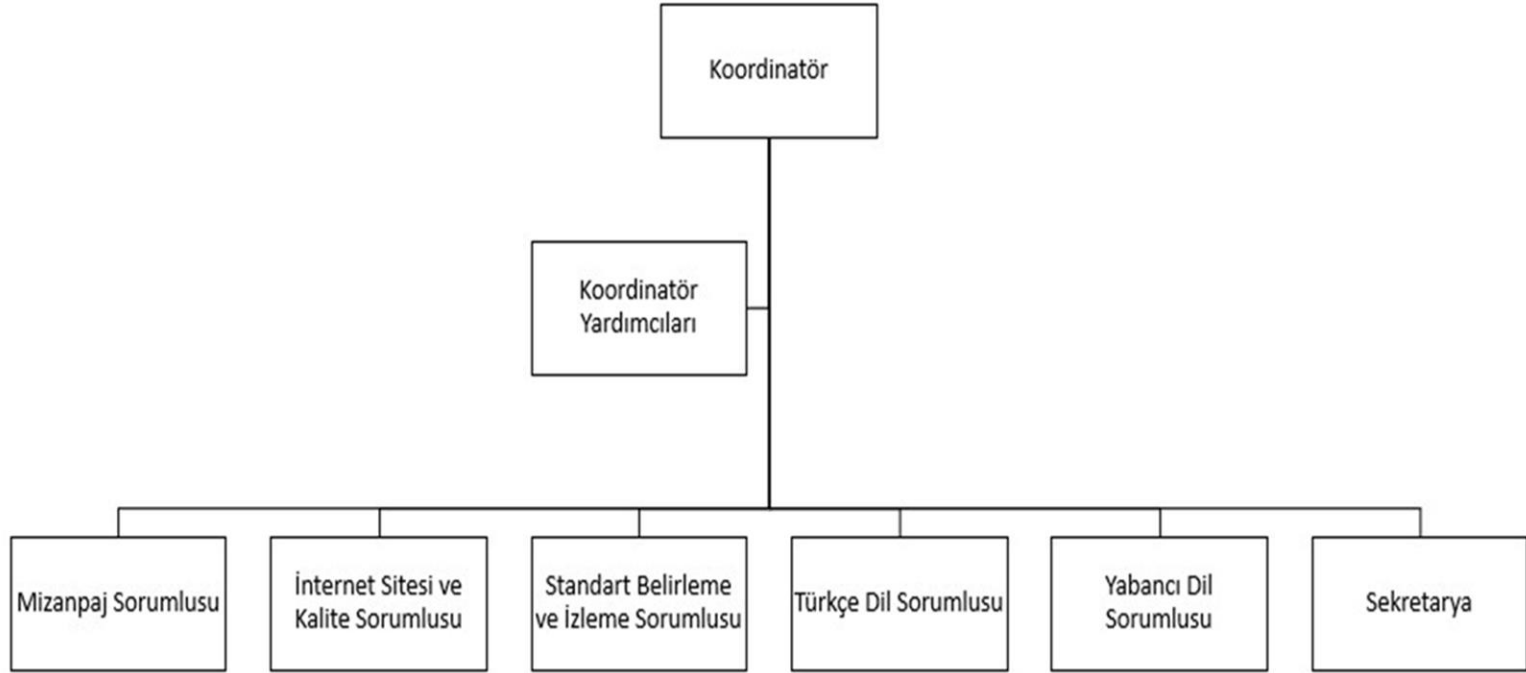 Koordinatör
Koordinatör
Yardımcıları
Mizanpaj Sorumlusu
İnternet Sitesi ve
Kalite Sorumlusu
Standart Belirleme
ve İzleme Sorumlusu
Türkçe Dil Sorumlusu
Yabancı Dil
Sorumlusu
Sekretarya